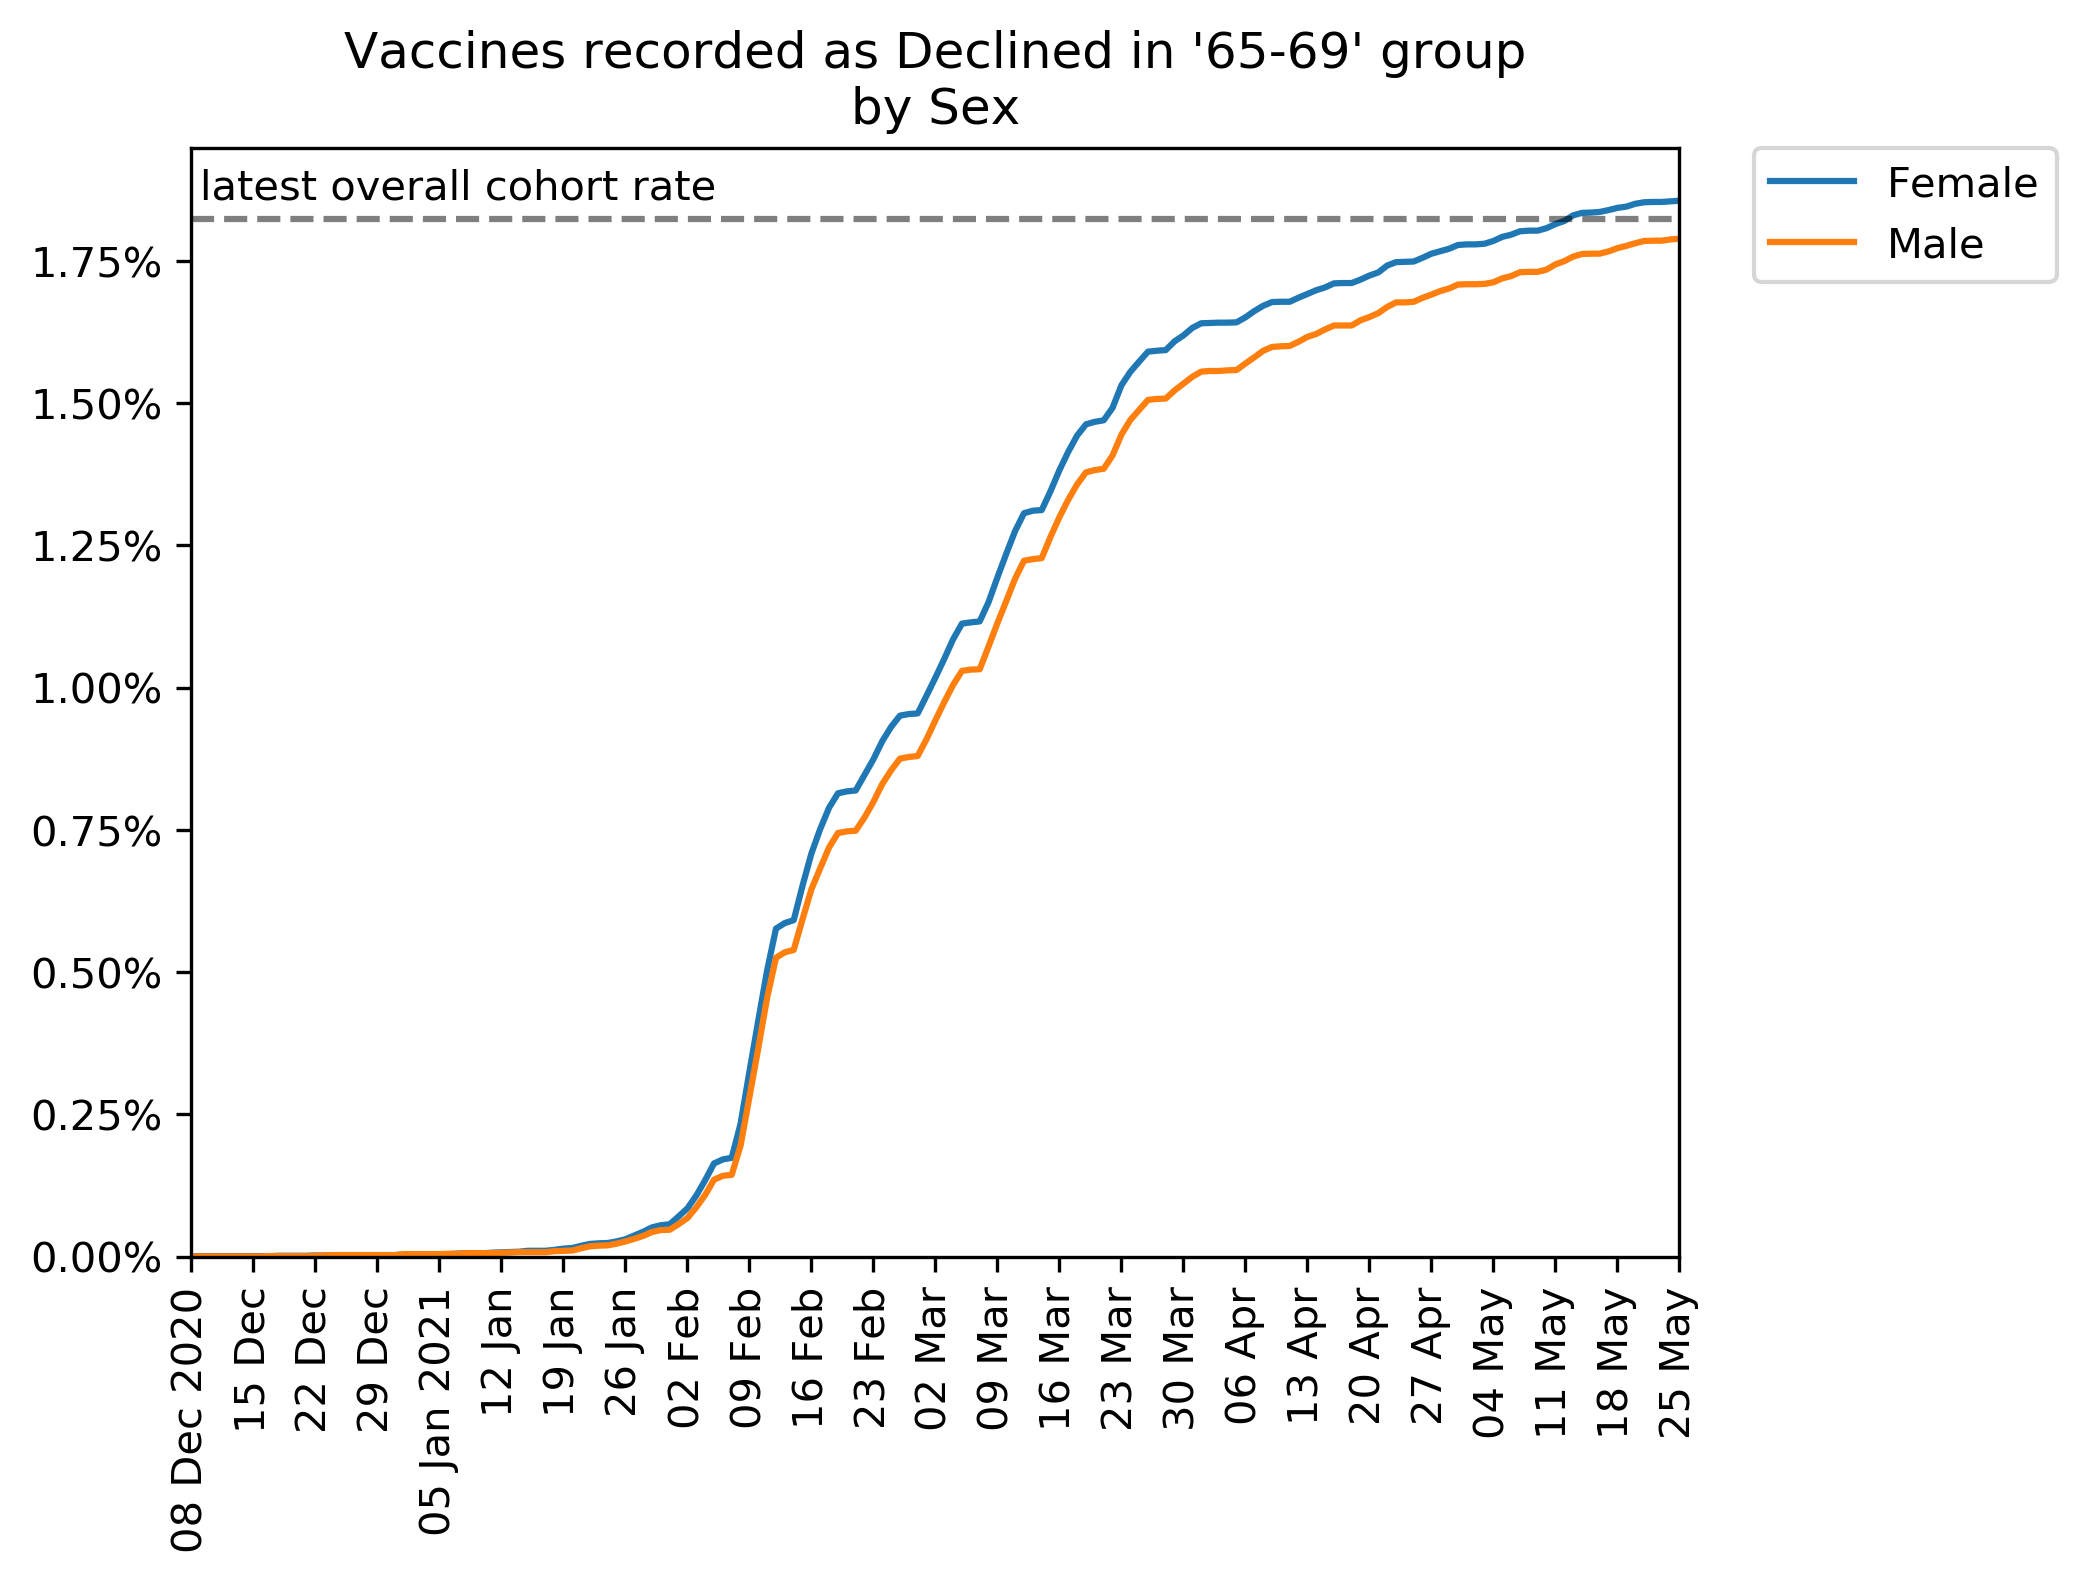 Vaccines recorded as Declined in '65-69' group
by Sex
latest overall cohort rate
Female
Male
1.75%
1.50%
1.25%
1.00%
0.75%
0.50%
0.25%
0.00%
08 Dec 2020
15 Dec
22 Dec
29 Dec
05 Jan 2021
12 Jan
19 Jan
26 Jan
02 Feb
09 Feb
16 Feb
23 Feb
02 Mar
09 Mar
16 Mar
23 Mar
30 Mar
06 Apr
13 Apr
20 Apr
27 Apr
04 May
11 May
18 May
25 May